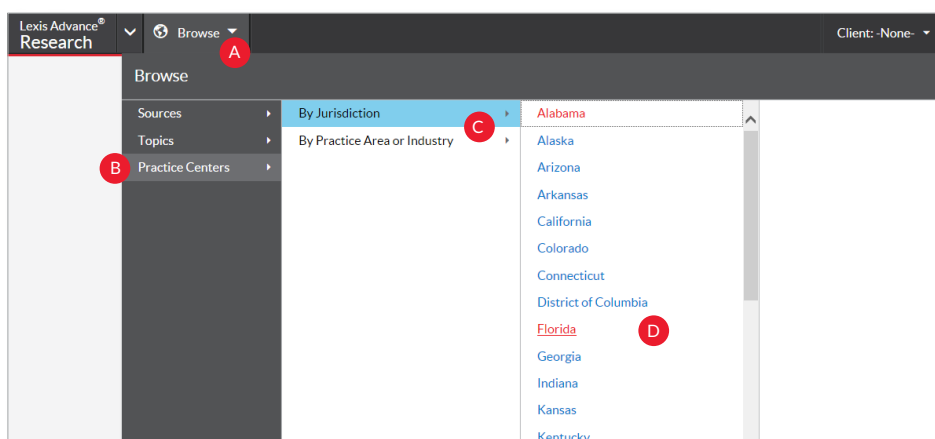 Lexis Advance®
Research
Browse
Client: -None-
A
Browse
Sources
By Jurisdiction
Alabama
C
Topics
By Practice Area or Industry
Alaska
B
Practice Centers
Arizona
Arkansas
California
Colorado
Connecticut
District of Columbia
Florida
D
Georgia
Indiana
Kansas
Kentucky